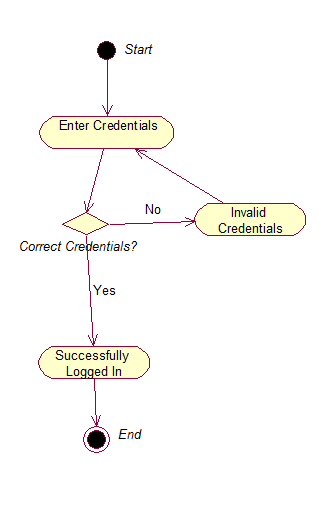 Start
Enter Credentials
No
Invalid
Credentials
Correct Credentials?
Yes
Successfully
Logged In
End